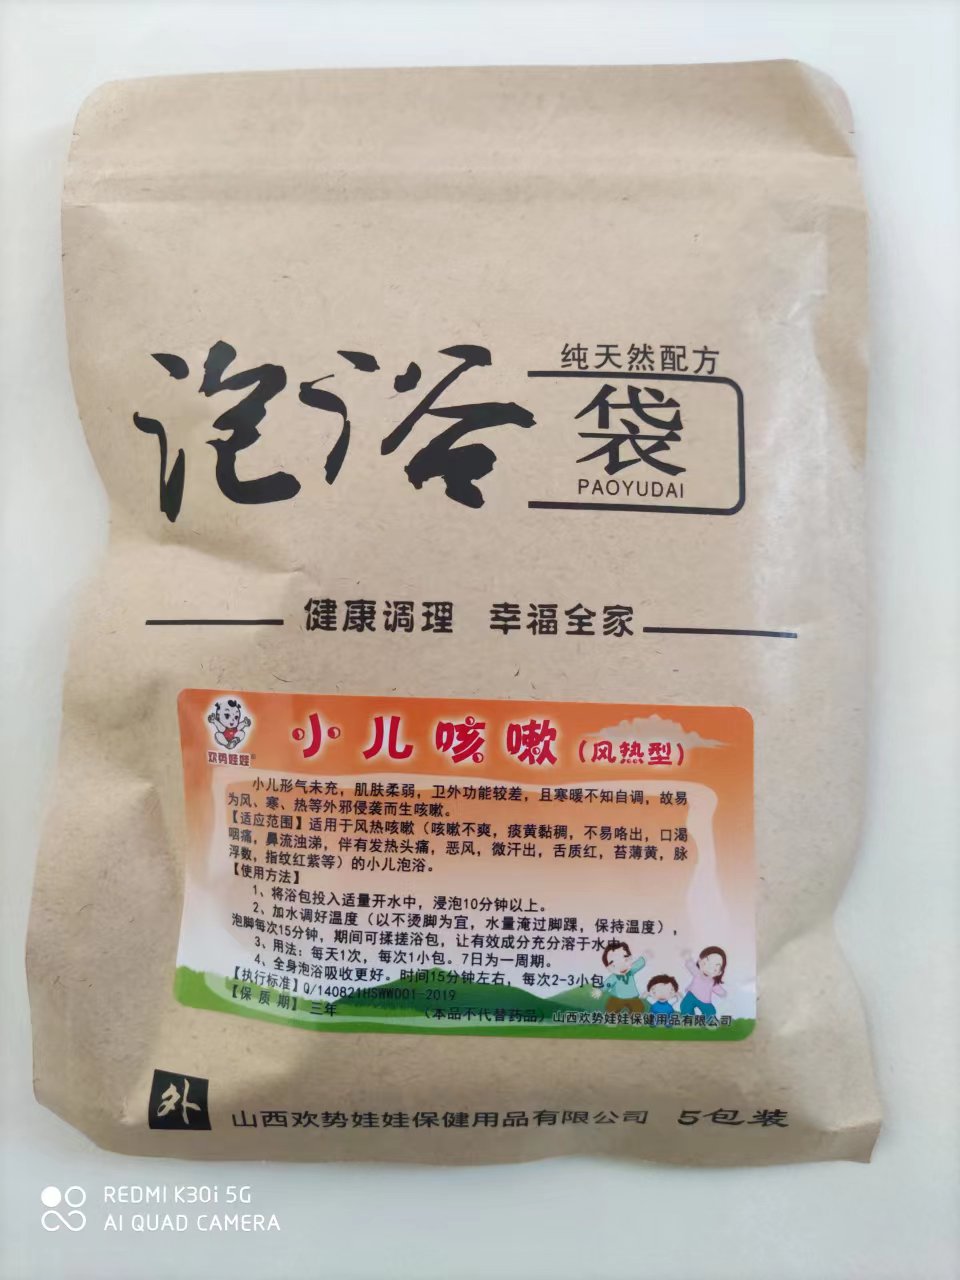 纯天然配方
泡浴袋
PAOYUDAI
健康调理 幸福全家
欢势娃娃®
小儿咳嗽(风热型)
小儿形气未充，肌肤柔弱，卫外功能较差，且寒暖不知自调，故易
为风、寒、热等外邪侵袭而生咳嗽。
【适应范围】适用于风热咳嗽（咳嗽不爽，痰黄黏稠，不易咯出，口渴
咽痛，鼻流浊涕，伴有发热头痛，恶风，微汗出，舌质红，苔薄黄，脉
浮数，指纹红紫等）的小儿泡浴。
【使用方法】
1、将浴包投入适量开水中，浸泡10分钟以上。
2、加水调好温度（以不烫脚为宜，水量淹过脚踝，保持温度），
泡脚每次15分钟，期间可揉搓浴包，让有效成分充分溶于水中。
3、用法：每天1次，每次1小包。7日为一周期。
4、全身泡浴吸收更好。时间15分钟左右，每次2-3小包。
【执行标准】Q/140821HSWW001-2019
【保 质 期】 三年 （本品不代替药品）山西欢势娃娃保健用品有限公司
外 山西欢势娃娃保健用品有限公司 5包装
REDMI K30i 5G
AI QUAD CAMERA